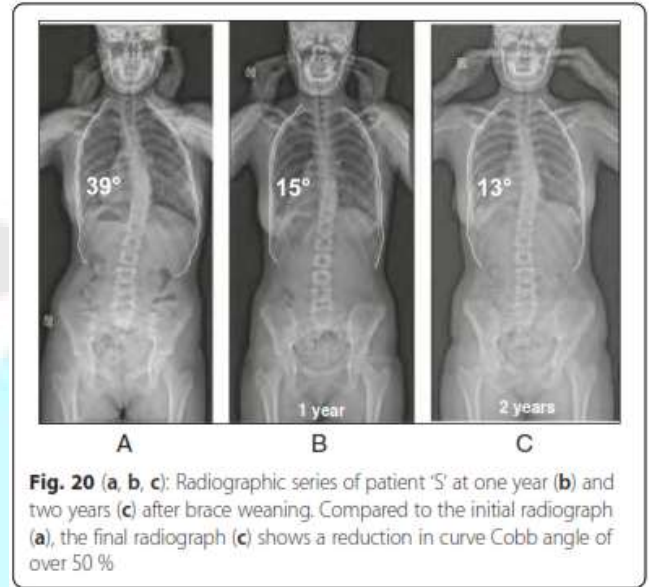 39°
15°
13°
1 year
2 years
A
B
C
Fig. 20 (a, b, c): Radiographic series of patient 'S' at one year (b) and
two years (c) after brace weaning. Compared to the initial radiograph
(a), the final radiograph (c) shows a reduction in curve Cobb angle of
over 50 %